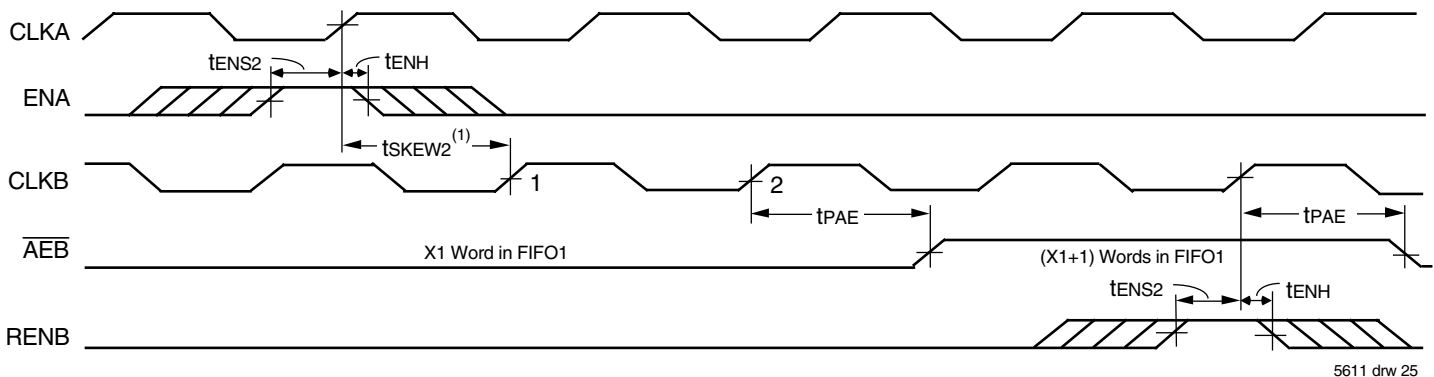 CLKA
tENS2 tENH
ENA
tSKEW2(1)
CLKB 1 2
tPAE tPAE
AEB X1 Word in FIFO1 (X1+1) Words in FIFO1
tENS2 tENH
RENB
5611 drw 25